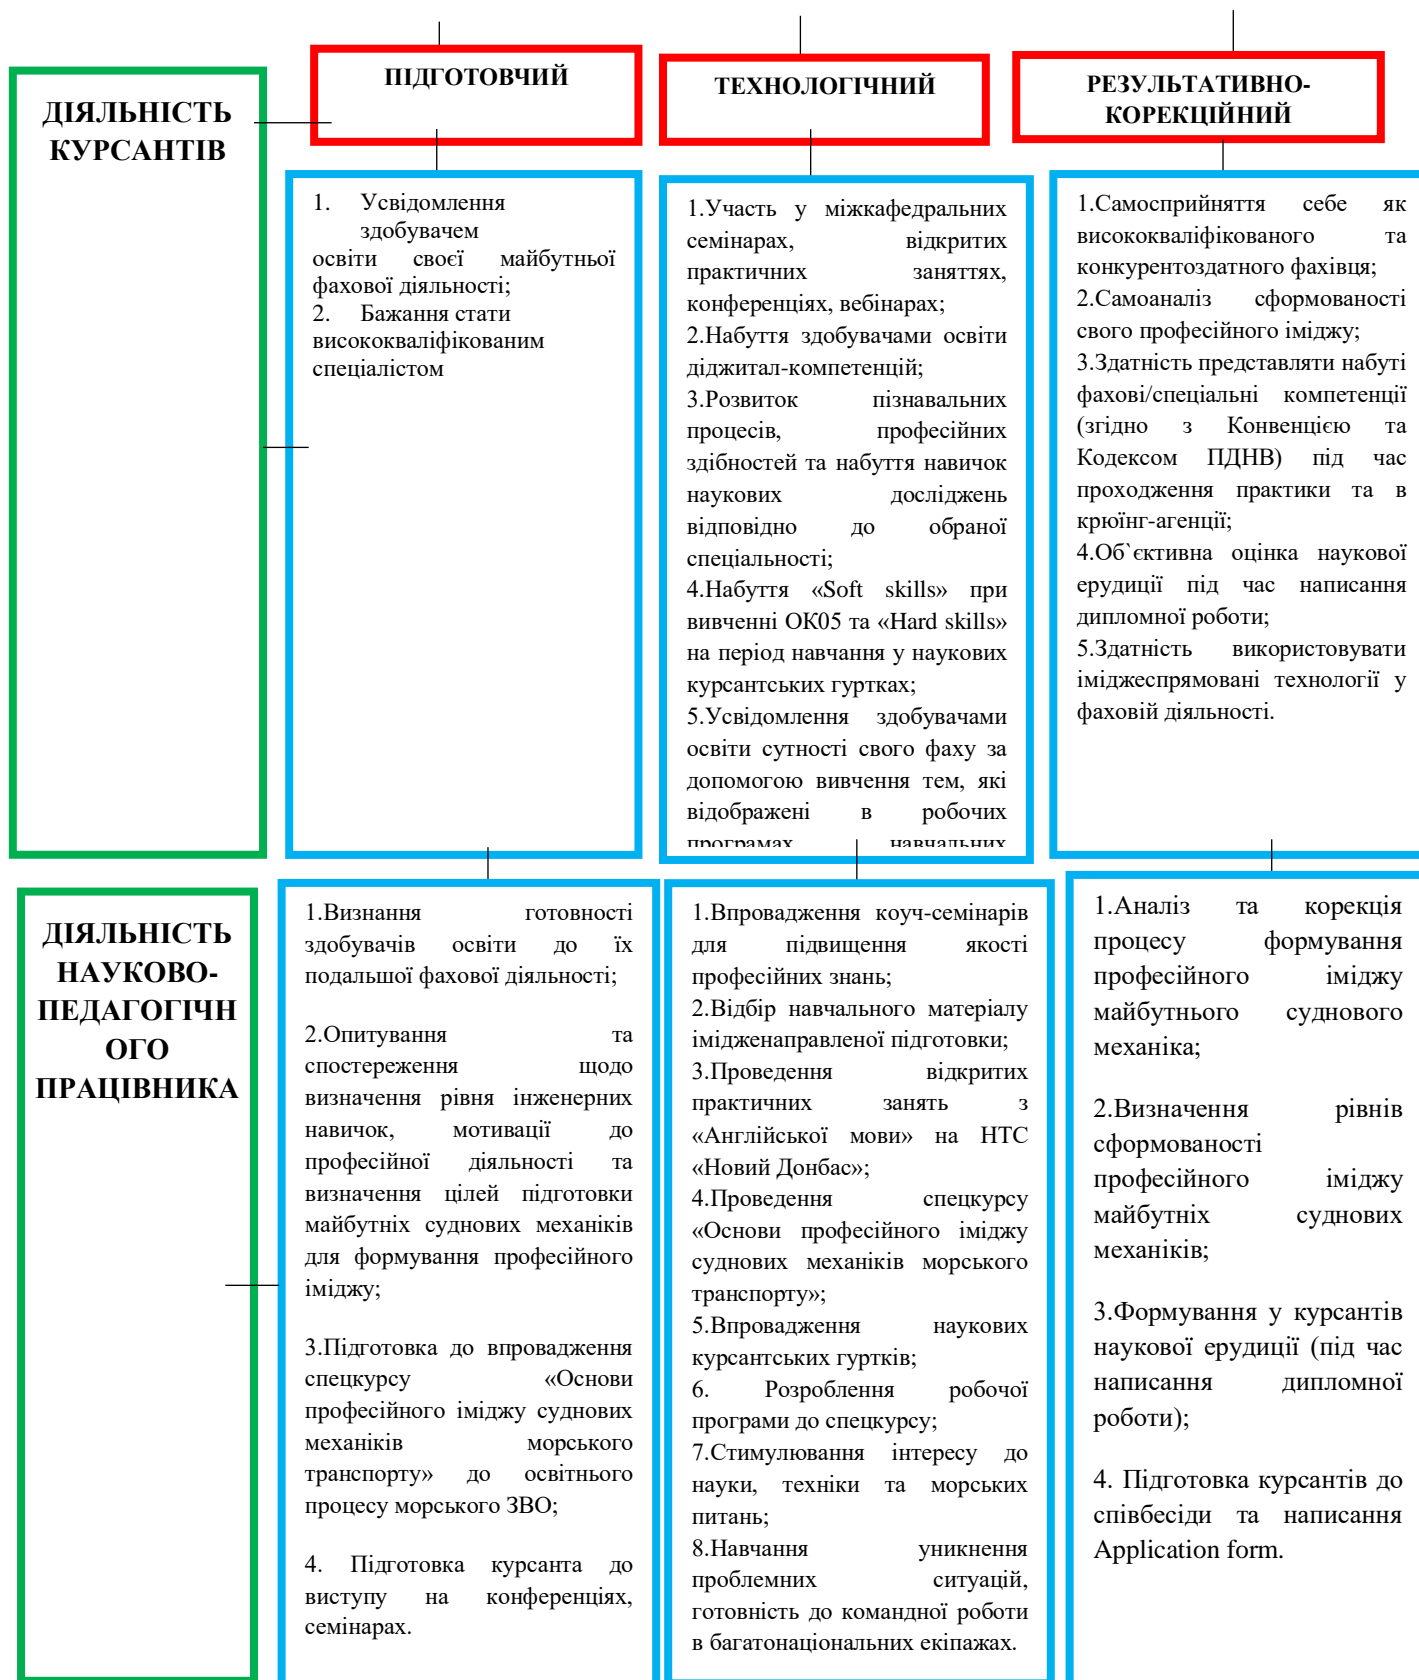 ПІДГОТОВЧИЙ
ТЕХНОЛОГІЧНИЙ
РЕЗУЛЬТАТИВНО-
КОРЕКЦІЙНИЙ
ДІЯЛЬНІСТЬ
КУРСАНТІВ
1. Усвідомлення
здобувачем
освіти своєї майбутньої
фахової діяльності;
2. Бажання стати
висококваліфікованим
спеціалістом
1.Участь у міжкафедральних
семінарах, відкритих
практичних заняттях,
конференціях, вебінарах;
2.Набуття здобувачами освіти
діджитал-компетенцій;
3.Розвиток пізнавальних
процесів, професійних
здібностей та набуття навичок
наукових досліджень
відповідно до обраної
спеціальності;
4.Набуття «Soft skills» при
вивченні ОК05 та «Hard skills»
на період навчання у наукових
курсантських гуртках;
5.Усвідомлення здобувачами
освіти сутності свого фаху за
допомогою вивчення тем, які
відображені в робочих
програмах навчальних
1.Самосприйняття себе як
висококваліфікованого та
конкурентоздатного фахівця;
2.Самоаналіз сформованості
свого професійного іміджу;
3.Здатність представляти набуті
фахові/спеціальні компетенції
(згідно з Конвенцією та
Кодексом ПДНВ) під час
проходження практики та в
крюїнг-агенції;
4.Об`єктивна оцінка наукової
ерудиції під час написання
дипломної роботи;
5.Здатність використовувати
іміджеспрямовані технології у
фаховій діяльності.
ДІЯЛЬНІСТЬ
НАУКОВО-
ПЕДАГОГІЧН
ОГО
ПРАЦІВНИКА
1.Визнання готовності
здобувачів освіти до їх
подальшої фахової діяльності;
2.Опитування та
спостереження щодо
визначення рівня інженерних
навичок, мотивації до
професійної діяльності та
визначення цілей підготовки
майбутніх суднових механіків
для формування професійного
іміджу;
3.Підготовка до впровадження
спецкурсу «Основи
професійного іміджу суднових
механіків морського
транспорту» до освітнього
процесу морського ЗВО;
4. Підготовка курсанта до
виступу на конференціях,
семінарах.
1.Впровадження коуч-семінарів
для підвищення якості
професійних знань;
2.Відбір навчального матеріалу
імідженаправленої підготовки;
3.Проведення відкритих
практичних занять з
«Англійської мови» на НТС
«Новий Донбас»;
4.Проведення спецкурсу
«Основи професійного іміджу
суднових механіків морського
транспорту»;
5.Впровадження наукових
курсантських гуртків;
6. Розроблення робочої
програми до спецкурсу;
7.Стимулювання інтересу до
науки, техніки та морських
питань;
8.Навчання уникнення
проблемних ситуацій,
готовність до командної роботи
в багатонаціональних екіпажах.
1.Аналіз та корекція
процесу формування
професійного іміджу
майбутнього суднового
механіка;
2.Визначення рівнів
сформованості
професійного іміджу
майбутніх суднових
механіків;
3.Формування у курсантів
наукової ерудиції (під час
написання дипломної
роботи);
4. Підготовка курсантів до
співбесіди та написання
Application form.